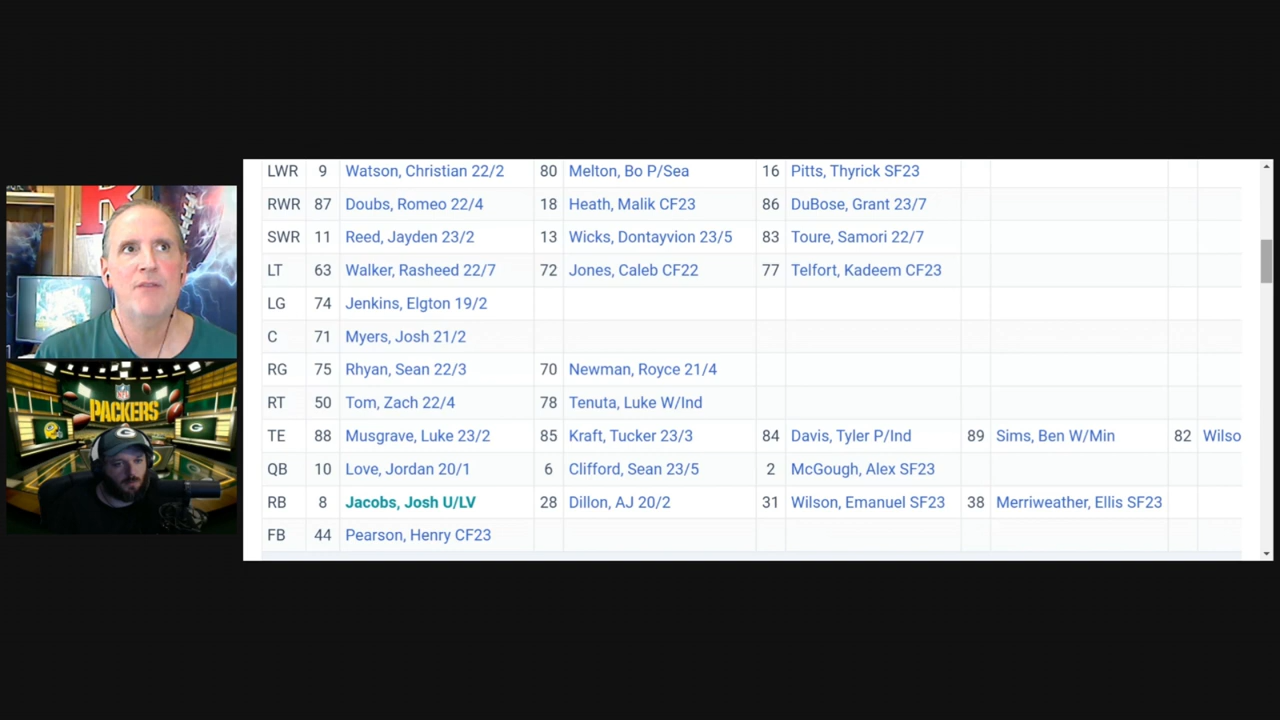 LWR 9 Watson, Christian 22/2 80 Melton, Bo P/Sea 16 Pitts, Thyrick SF23
RWR 87 Doubs, Romeo 22/4 18 Heath, Malik CF23 86 DuBose, Grant 23/7
SWR 11 Reed, Jayden 23/2 13 Wicks, Dontayvion 23/5 83 Toure, Samori 22/7
LT 63 Walker, Rasheed 22/7 72 Jones, Caleb CF22 77 Telfort, Kadeem CF23
LG 74 Jenkins, Elgton 19/2
C 71 Myers, Josh 21/2
RG 75 Rhyan, Sean 22/3 70 Newman, Royce 21/4
RT 50 Tom, Zach 22/4 78 Tenuta, Luke W/Ind
TE 88 Musgrave, Luke 23/2 85 Kraft, Tucker 23/3 84 Davis, Tyler P/Ind 89 Sims, Ben W/Min 82 Wilso
QB 10 Love, Jordan 20/1 6 Clifford, Sean 23/5 2 McGough, Alex SF23
RB 8 Jacobs, Josh U/LV 28 Dillon, AJ 20/2 31 Wilson, Emanuel SF23 38 Merriweather, Ellis SF23
FB 44 Pearson, Henry CF23
R
NFL
PACKERS
G
G